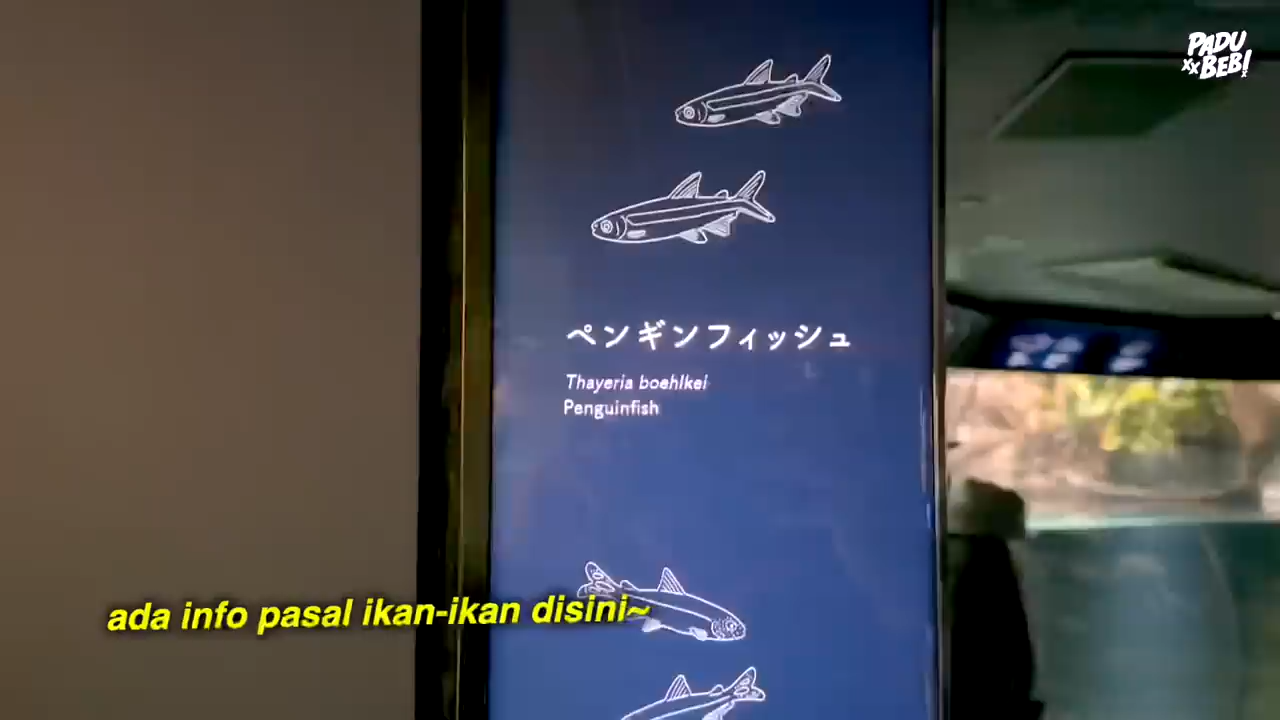 PADU
xx BEB!
ペンギンフィッシュ
Thayeria boehlkei
Penguinfish
ada info pasal ikan-ikan disini~